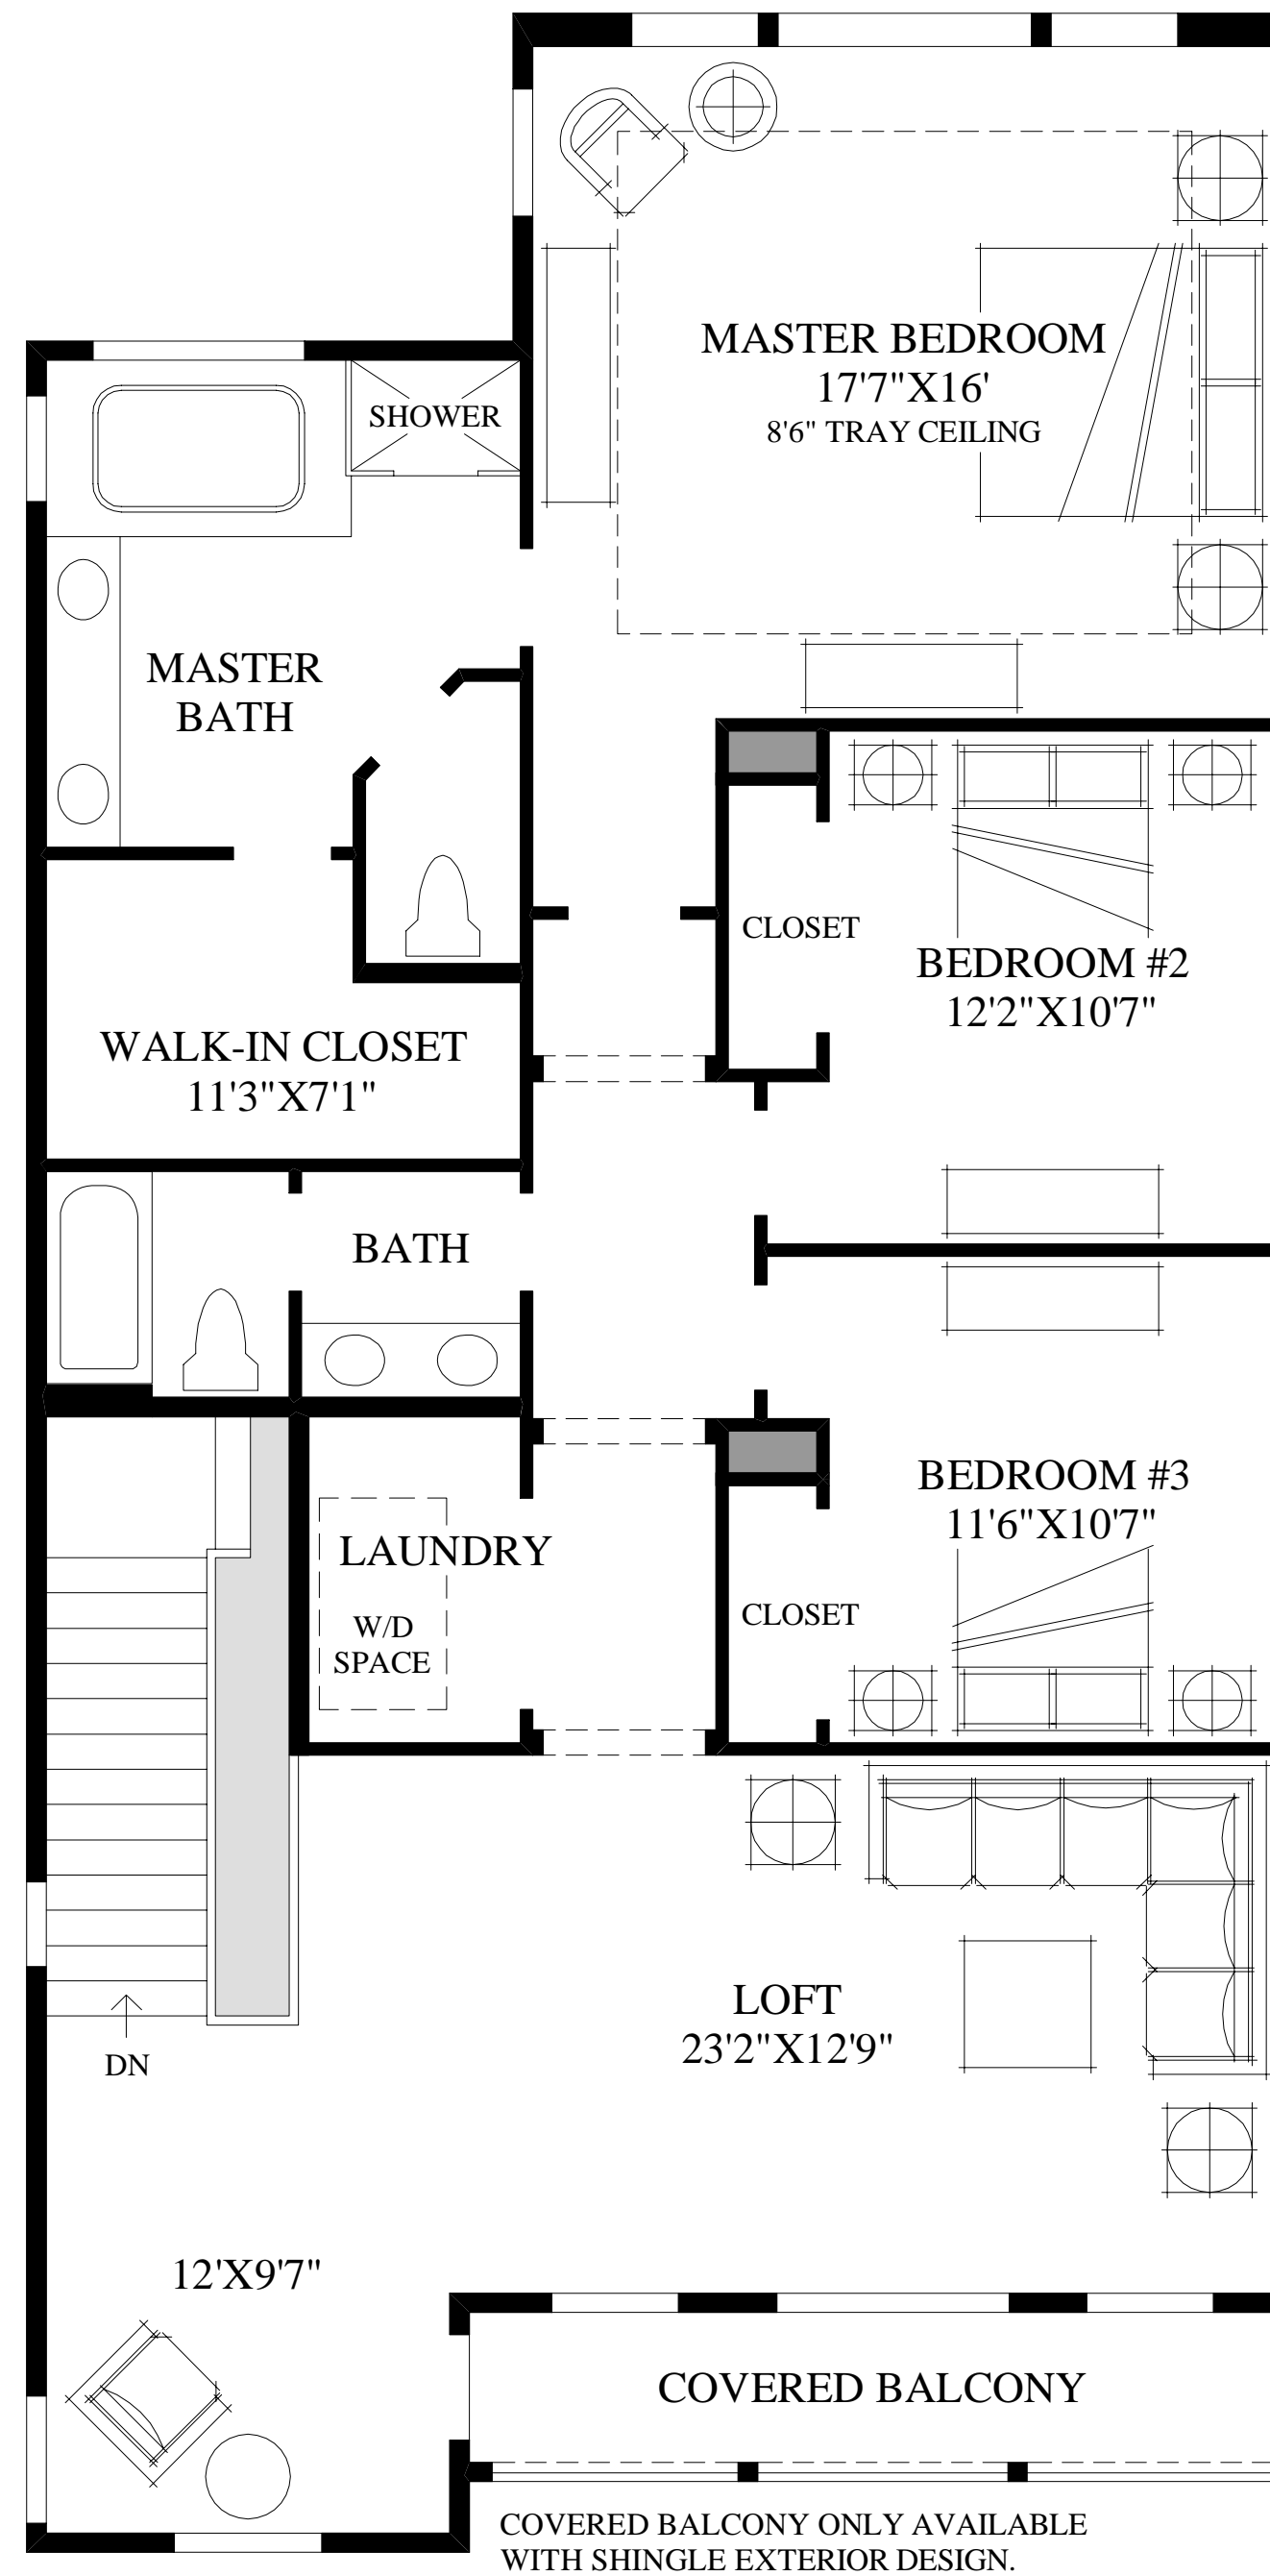 MASTER BEDROOM
17'7"X16'
8'6" TRAY CEILING
SHOWER
MASTER
BATH
CLOSET
BEDROOM #2
12'2"X10'7"
WALK-IN CLOSET
11'3"X7'1"
BATH
BEDROOM #3
11'6"X10'7"
LAUNDRY
W/D
SPACE
CLOSET
LOFT
23'2"X12'9"
DN
12'X9'7"
COVERED BALCONY
COVERED BALCONY ONLY AVAILABLE
WITH SHINGLE EXTERIOR DESIGN.